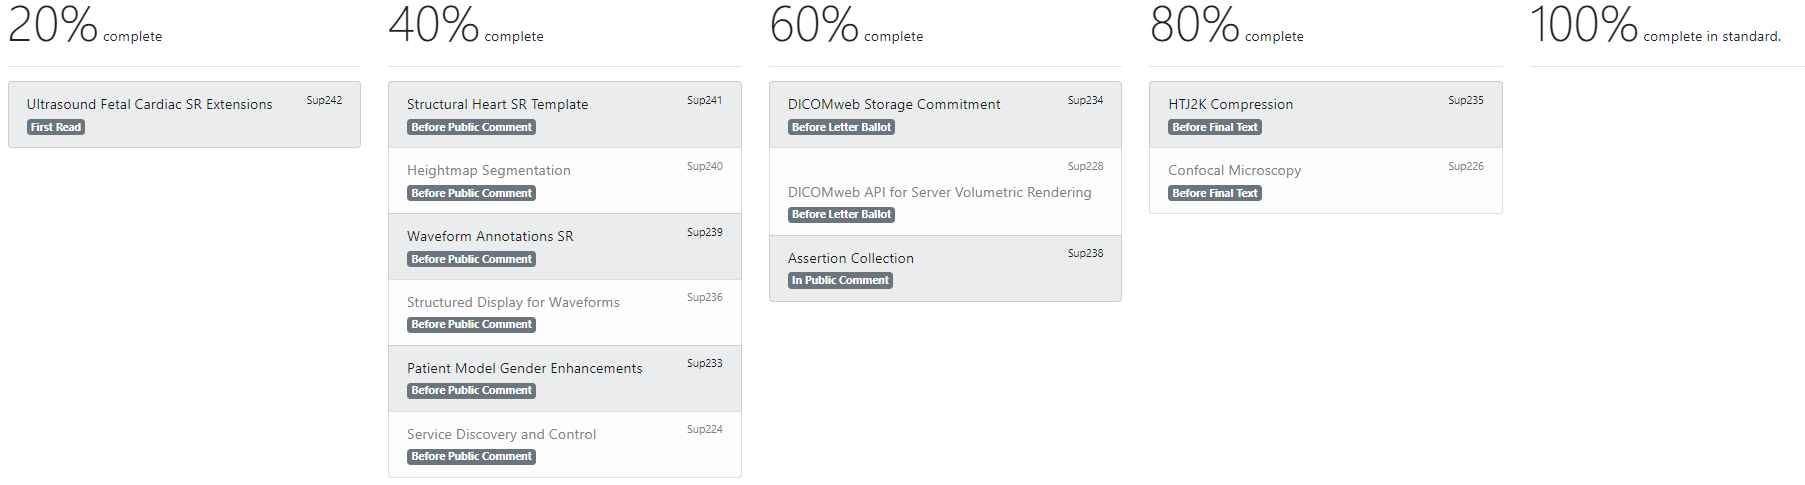 20% complete
Ultrasound Fetal Cardiac SR Extensions Sup242
First Read
40% complete
Structural Heart SR Template Sup241
Before Public Comment
Heightmap Segmentation Sup240
Before Public Comment
Waveform Annotations SR Sup239
Before Public Comment
Structured Display for Waveforms Sup236
Before Public Comment
Patient Model Gender Enhancements Sup233
Before Public Comment
Service Discovery and Control Sup224
Before Public Comment
60% complete
DICOMweb Storage Commitment Sup234
Before Letter Ballot
Sup228
DICOMweb API for Server Volumetric Rendering
Before Letter Ballot
Assertion Collection Sup238
In Public Comment
80% complete
HTJ2K Compression Sup235
Before Final Text
Confocal Microscopy Sup226
Before Final Text
100% complete in standard.